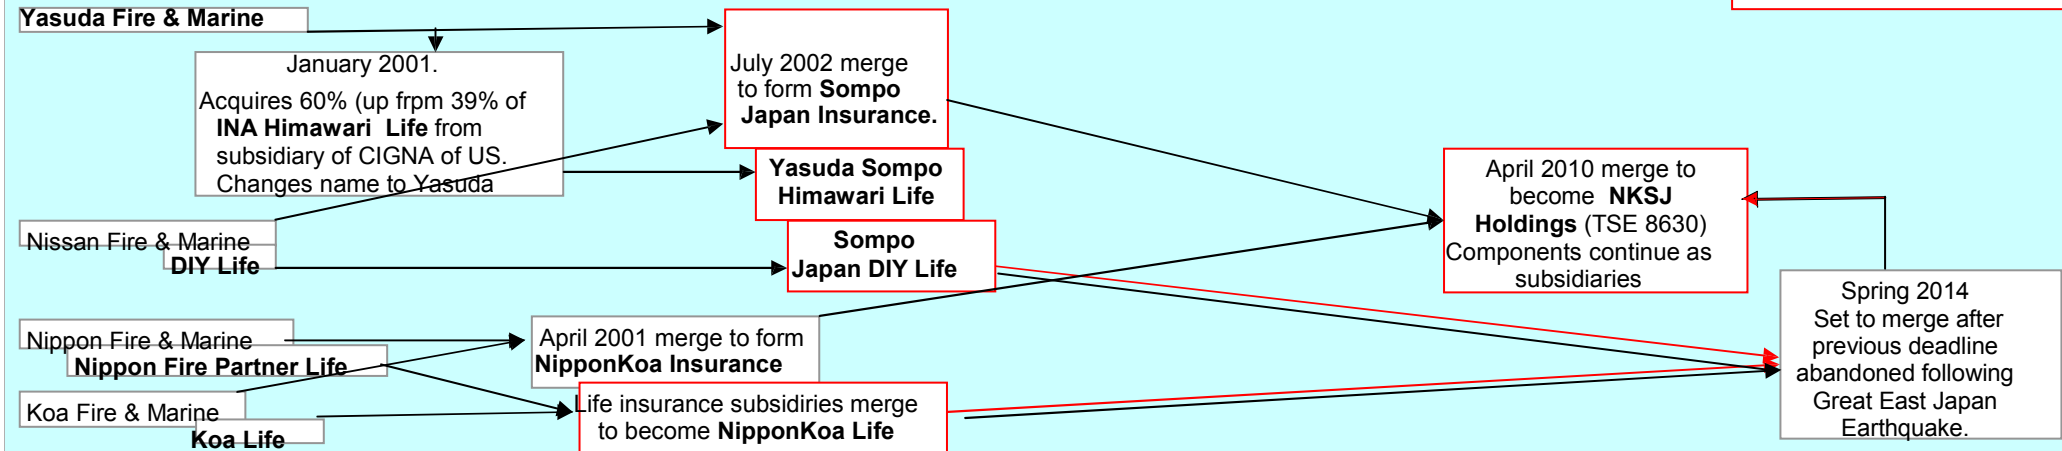 Yasuda Fire & Marine
January 2001.
Acquires 60% (up frpm 39% of
INA Himawari Life from
subsidiary of CIGNA of US.
Changes name to Yasuda
Nissan Fire & Marine
DIY Life
Nippon Fire & Marine
Nippon Fire Partner Life
Koa Fire & Marine
Koa Life
July 2002 merge
to form Sompo
Japan Insurance.
Yasuda Sompo
Himawari Life
Sompo
Japan DIY Life
April 2001 merge to form
NipponKoa Insurance
Life insurance subsidiries merge
to become NipponKoa Life
April 2010 merge to
become NKSJ
Holdings (TSE 8630)
Components continue as
subsidiaries
Spring 2014
Set to merge after
previous deadline
abandoned following
Great East Japan
Earthquake.